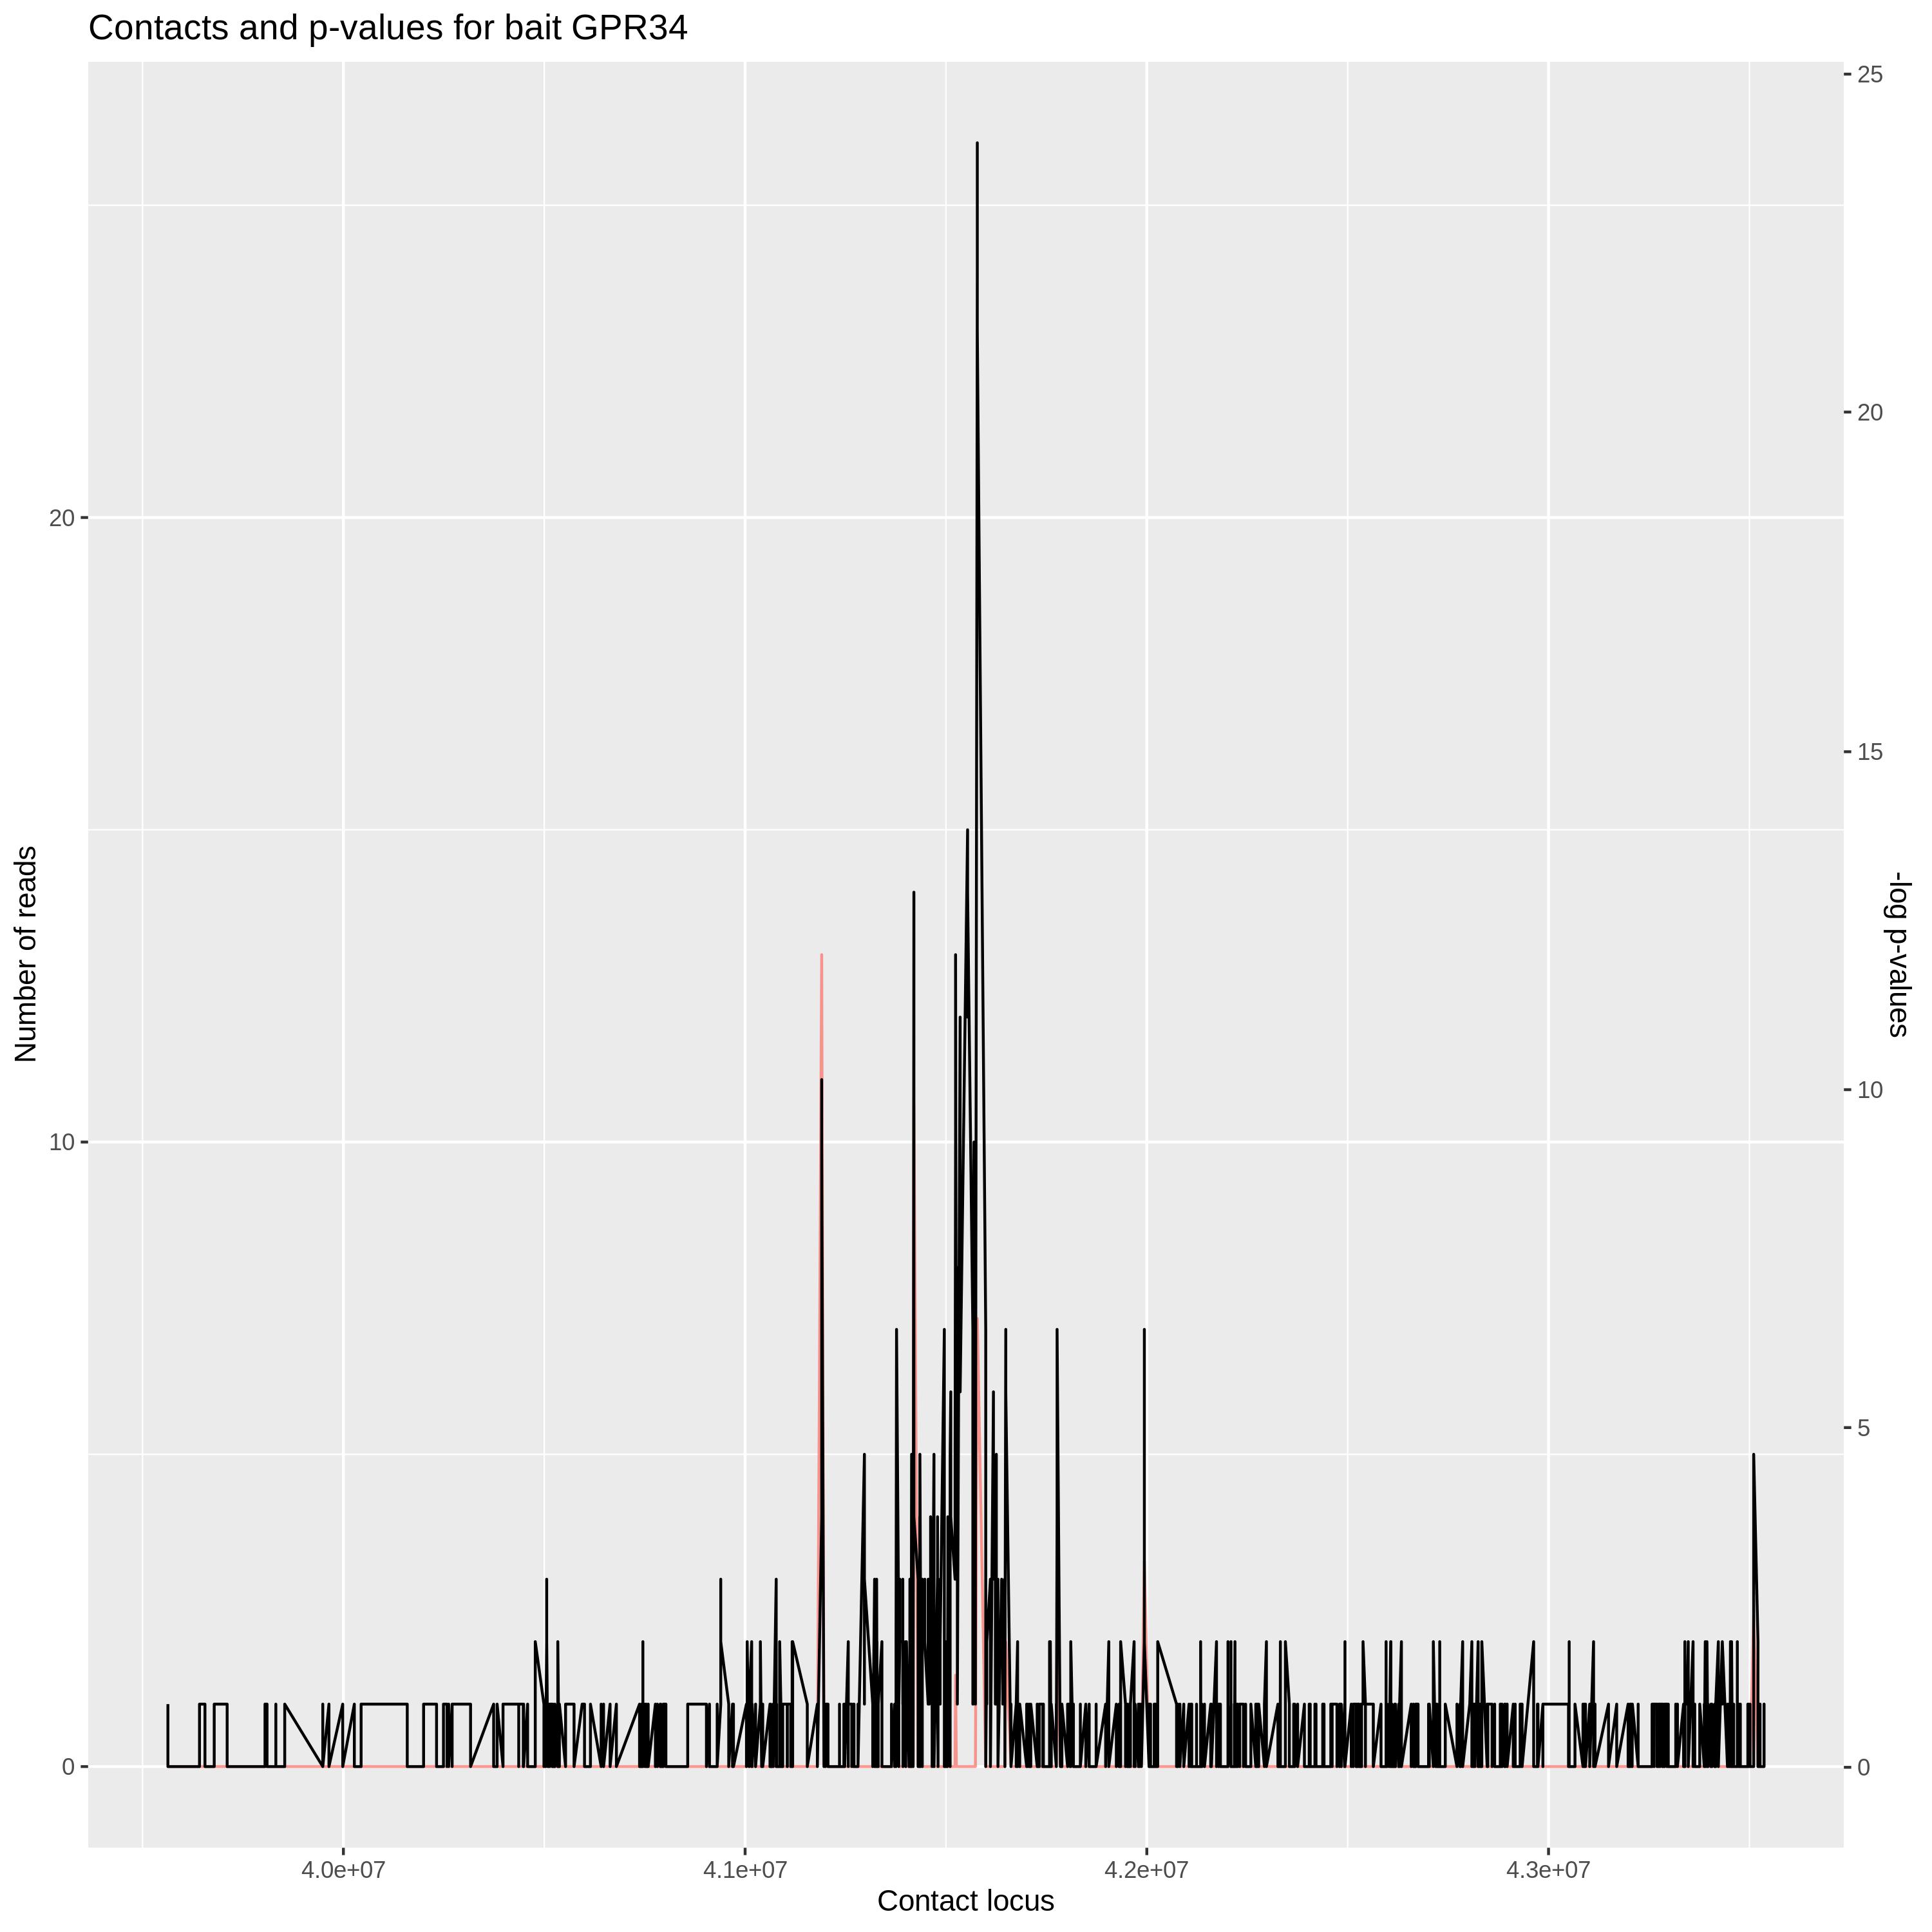 Contacts and p-values for bait GPR34
25
20
20
15
Number of reads
-log p-values
10
10
5
0
0
4.0e+07
4.1e+07
4.2e+07
4.3e+07
Contact locus